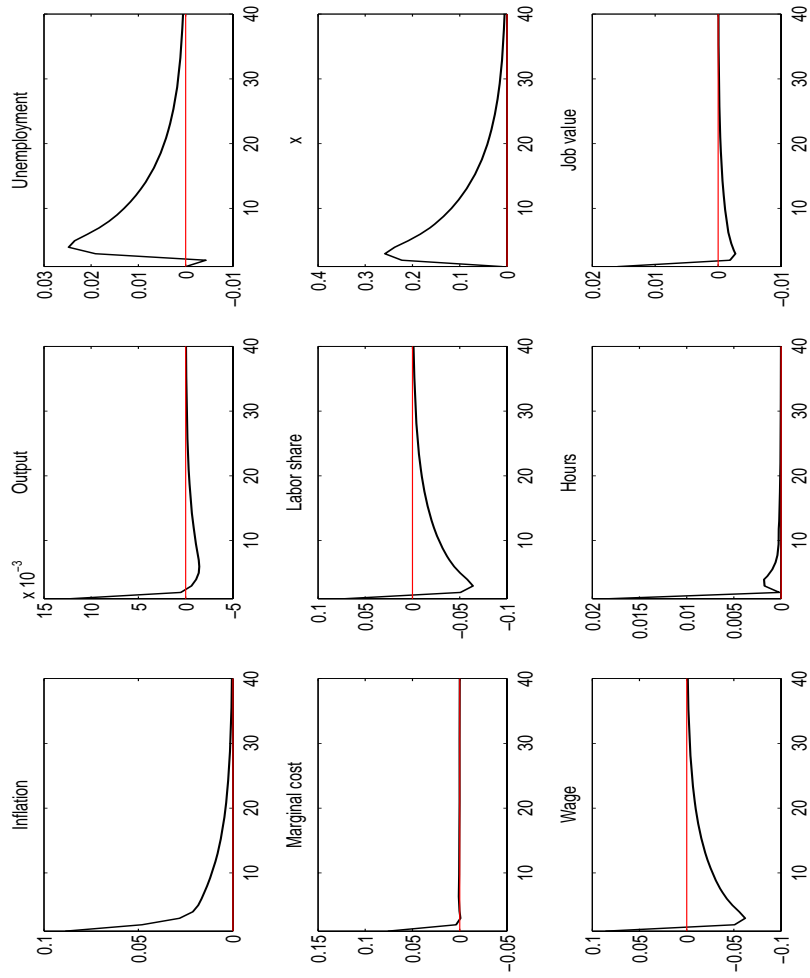 Inflation
0.1
0.05
0
10 20 30 40
x 10⁻³ Output
15
10
5
0
−5
10 20 30 40
Unemployment
0.03
0.02
0.01
0
−0.01
10 20 30 40
Marginal cost
0.15
0.1
0.05
0
−0.05
10 20 30 40
Labor share
0.1
0.05
0
−0.05
−0.1
10 20 30 40
x
0.4
0.3
0.2
0.1
0
10 20 30 40
Wage
0.1
0.05
0
−0.05
−0.1
10 20 30 40
Hours
0.02
0.015
0.01
0.005
0
10 20 30 40
Job value
0.02
0.01
0
−0.01
10 20 30 40